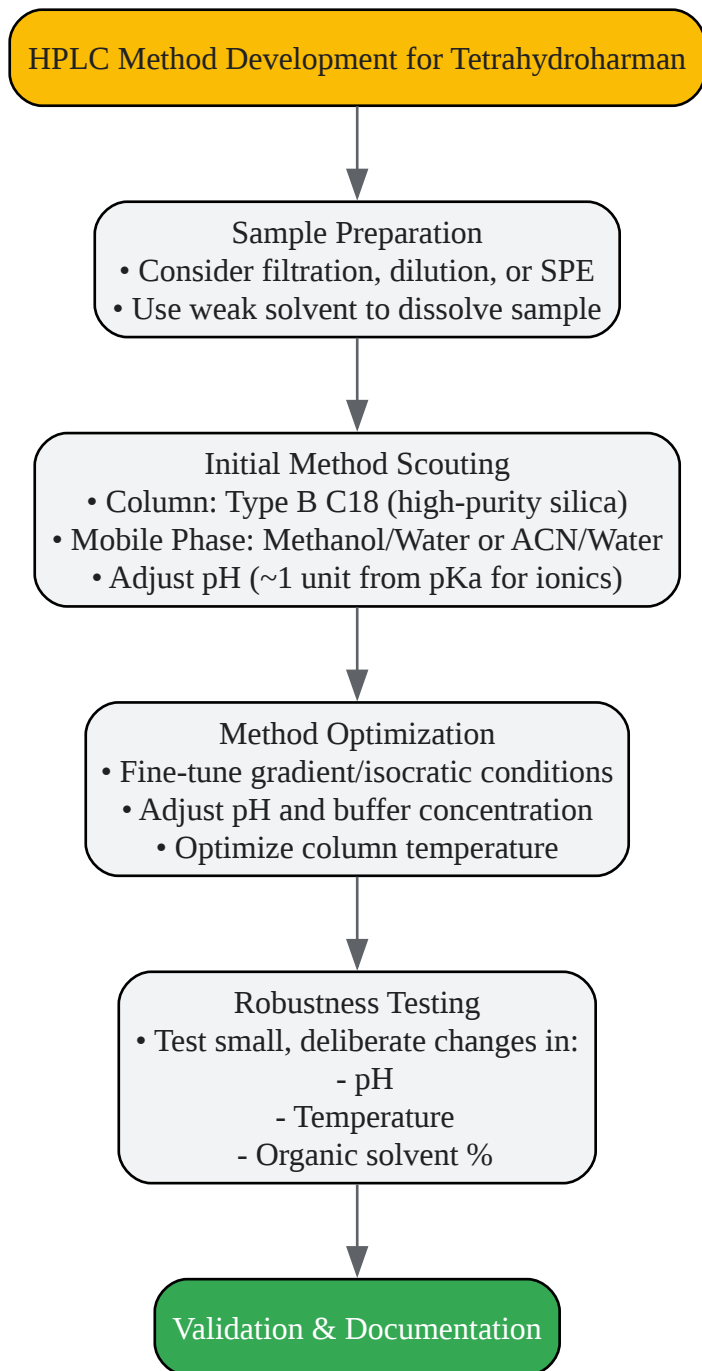 HPLC Method Development for Tetrahydroharman
Sample Preparation
• Consider filtration, dilution, or SPE
• Use weak solvent to dissolve sample
Initial Method Scouting
• Column: Type B C18 (high-purity silica)
• Mobile Phase: Methanol/Water or ACN/Water
• Adjust pH (~1 unit from pKa for ionics)
Method Optimization
• Fine-tune gradient/isocratic conditions
• Adjust pH and buffer concentration
• Optimize column temperature
Robustness Testing
• Test small, deliberate changes in:
- pH
- Temperature
- Organic solvent %
Validation & Documentation